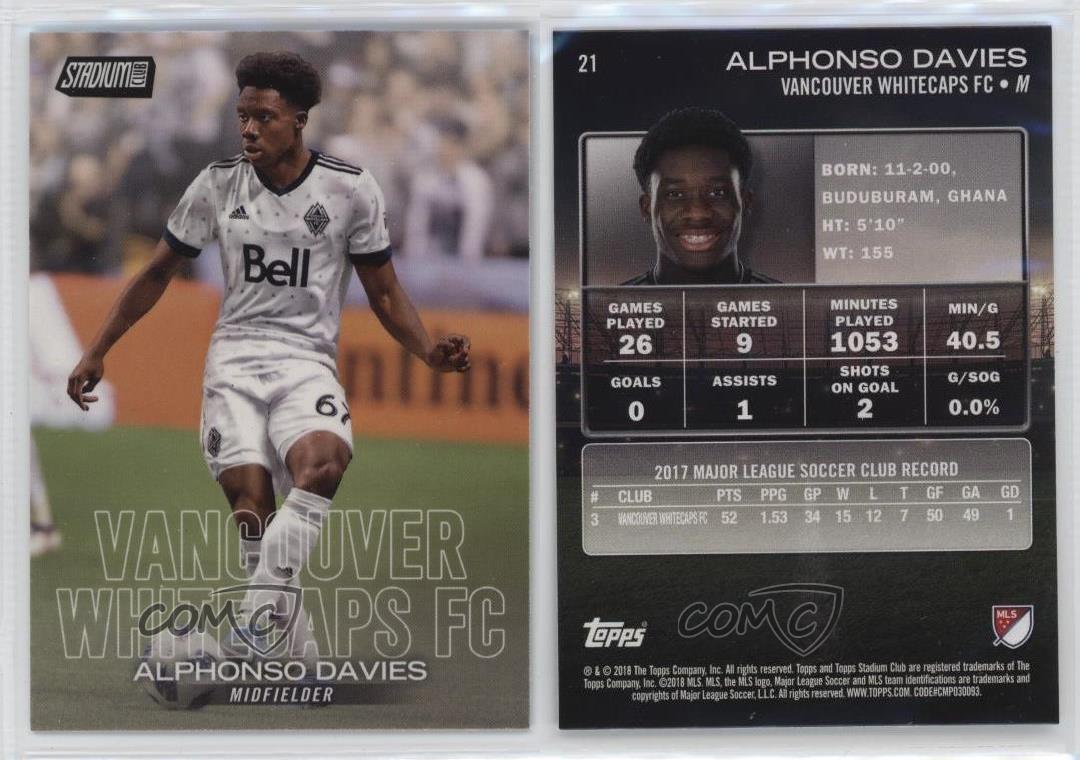 STADIUM CLUB
adidas
Bell
67
VANCOUVER
WHITECAPS FC
COMC
ALPHONSO DAVIES
MIDFIELDER
21
ALPHONSO DAVIES
VANCOUVER WHITECAPS FC • M
BORN: 11-2-00,
BUDUBURAM, GHANA
HT: 5'10"
WT: 155
GAMES PLAYED 26
GAMES STARTED 9
MINUTES PLAYED 1053
MIN/G 40.5
GOALS 0
ASSISTS 1
SHOTS ON GOAL 2
G/SOG 0.0%
2017 MAJOR LEAGUE SOCCER CLUB RECORD
# CLUB PTS PPG GP W L T GF GA GD
3 VANCOUVER WHITECAPS FC 52 1.53 34 15 12 7 50 49 1
COMC
Topps
MLS
® & © 2018 The Topps Company, Inc. All rights reserved. Topps and Topps Stadium Club are registered trademarks of The
Topps Company, Inc. ©2018 MLS. MLS, the MLS logo, Major League Soccer and MLS team identifications are trademarks and
copyrights of Major League Soccer, L.L.C. All rights reserved. WWW.TOPPS.COM. CODE#CMP030093.